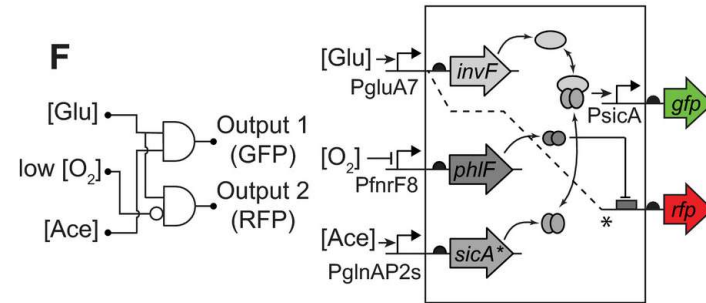 F
[Glu]
low [O₂]
[Ace]
Output 1
(GFP)
Output 2
(RFP)
[Glu]
PgluA7
invF
PsicA
gfp
[O₂]
PfnrF8
phlF
*
rfp
[Ace]
PglnAP2s
sicA*